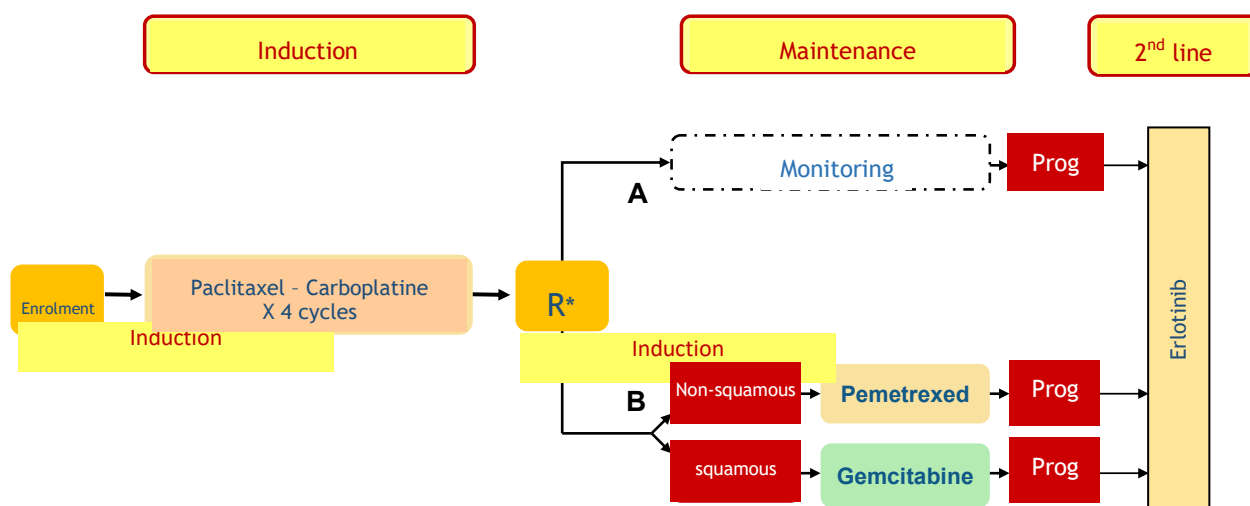 Induction
Maintenance
2nd line
A
Monitoring
Prog
Enrolment
Paclitaxel – Carboplatine
X 4 cycles
R*
Induction
Induction
B
Non-squamous
Pemetrexed
Prog
squamous
Gemcitabine
Prog
Erlotinib